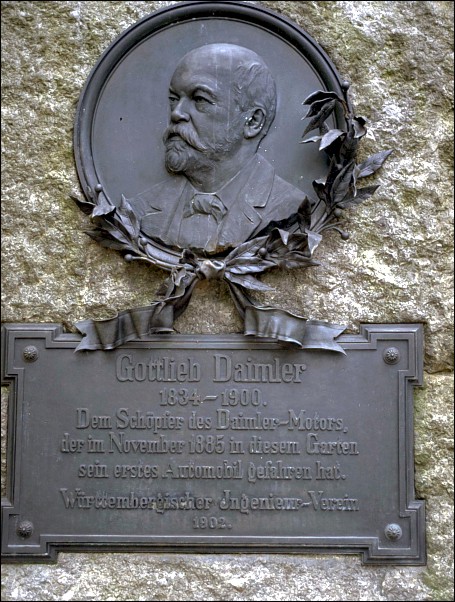 Gottlieb Daimler
1834–1900.
Dem Schöpfer des Daimler-Motors,
der im November 1885 in diesem Garten
sein erstes Automobil gefahren hat.
Württembergischer Jngenieur-Verein
1902.